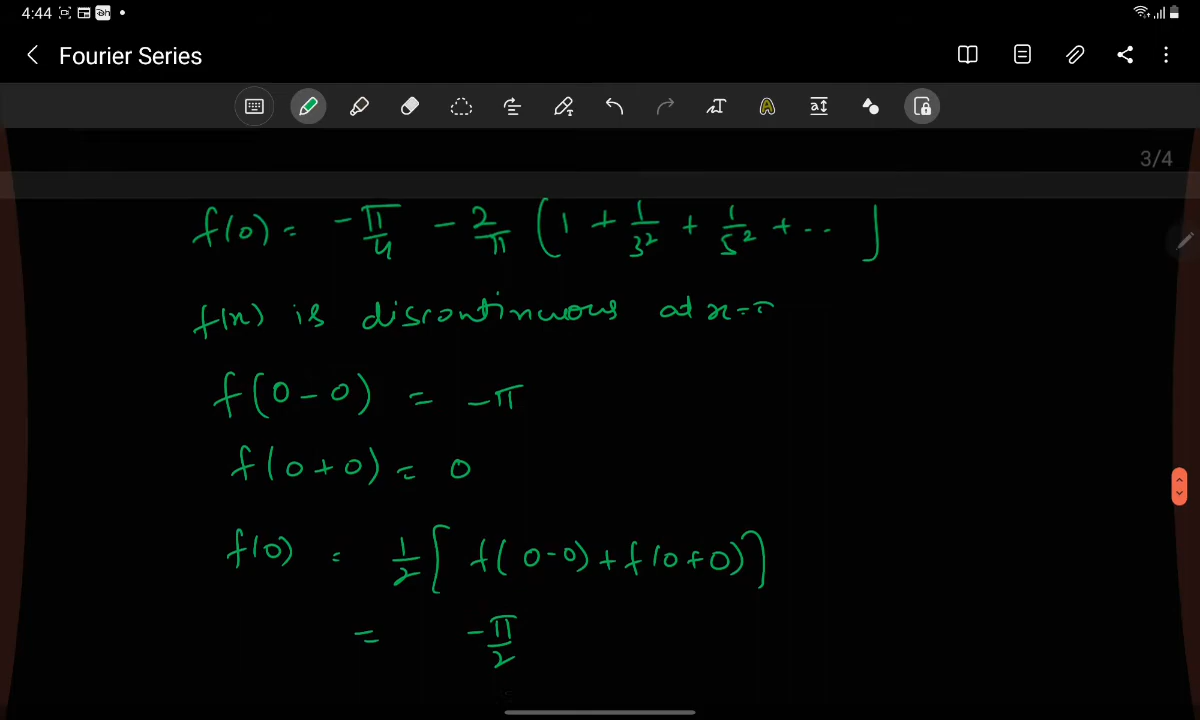 4:44
Fourier Series
3/4
f(0) = -π/4 - 2/π (1 + 1/3² + 1/5² + .. ]
f(x) is discontinuous at x=
f(0-0) = -π
f(0+0) = 0
f(0) = 1/2 [ f(0-0) + f(0+0) ]
= -π/2